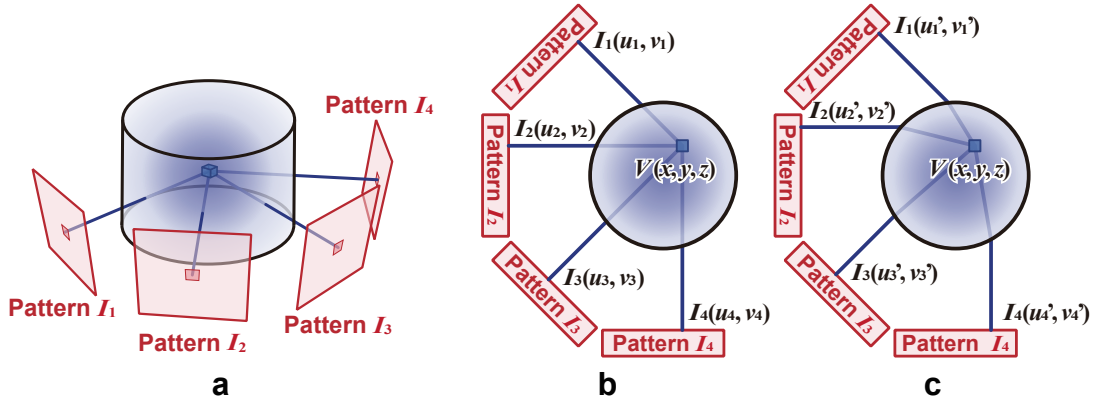 Pattern I1
Pattern I2
Pattern I3
Pattern I4
a
Pattern I1
I1(u1, v1)
Pattern I2
I2(u2, v2)
V(x,y,z)
Pattern I3
I3(u3, v3)
Pattern I4
I4(u4, v4)
b
Pattern I1
I1(u1', v1')
Pattern I2
I2(u2', v2')
V(x,y,z)
Pattern I3
I3(u3', v3')
Pattern I4
I4(u4', v4')
c